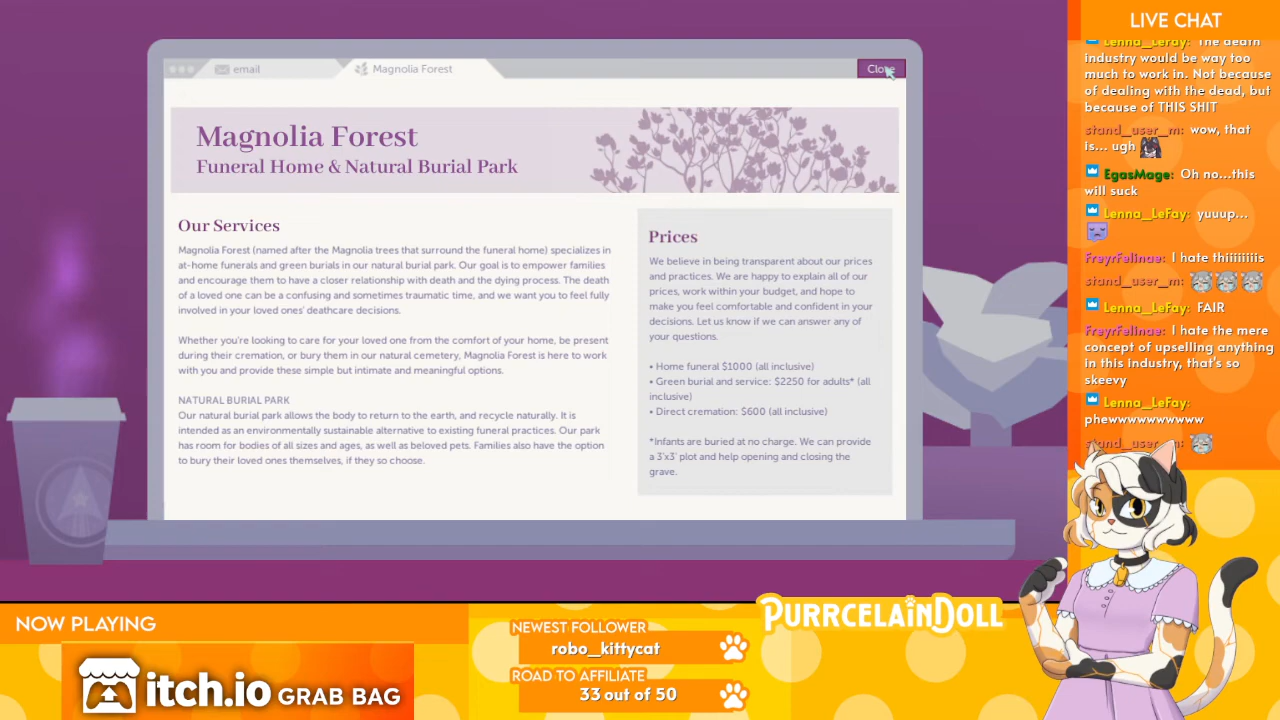 email
Magnolia Forest
Close
Magnolia Forest
Funeral Home & Natural Burial Park
Our Services
Magnolia Forest (named after the Magnolia trees that surround the funeral home) specializes in
at-home funerals and green burials in our natural burial park. Our goal is to empower families
and encourage them to have a closer relationship with death and the dying process. The death
of a loved one can be a confusing and sometimes traumatic time, and we want you to feel fully
involved in your loved ones' deathcare decisions.
Whether you're looking to care for your loved one from the comfort of your home, be present
during their cremation, or bury them in our natural cemetery, Magnolia Forest is here to work
with you and provide these simple but intimate and meaningful options.
NATURAL BURIAL PARK
Our natural burial park allows the body to return to the earth, and recycle naturally. It is
intended as an environmentally sustainable alternative to existing funeral practices. Our park
has room for bodies of all sizes and ages, as well as beloved pets. Families also have the option
to bury their loved ones themselves, if they so choose.
Prices
We believe in being transparent about our prices
and practices. We are happy to explain all of our
prices, work within your budget, and hope to
make you feel comfortable and confident in your
decisions. Let us know if we can answer any of
your questions.
• Home funeral $1000 (all inclusive)
• Green burial and service: $2250 for adults* (all
inclusive)
• Direct cremation: $600 (all inclusive)
*Infants are buried at no charge. We can provide
a 3'x3' plot and help opening and closing the
grave.
LIVE CHAT
Lenna_LeFay: The death
industry would be way too
much to work in. Not because
of dealing with the dead, but
because of THIS SHIT
stand_user_m: wow, that
is... ugh
EgasMage: Oh no...this
will suck
Lenna_LeFay: yuuup...
FreyrFelinae: I hate thiiiiiiis
stand_user_m:
Lenna_LeFay: FAIR
FreyrFelinae: I hate the mere
concept of upselling anything
in this industry, that's so
skeevy
Lenna_LeFay:
phewwwwwwwwww
stand_user_m:
NOW PLAYING
itch.io GRAB BAG
NEWEST FOLLOWER
robo_kittycat
ROAD TO AFFILIATE
33 out of 50
PURRCELAINDOLL